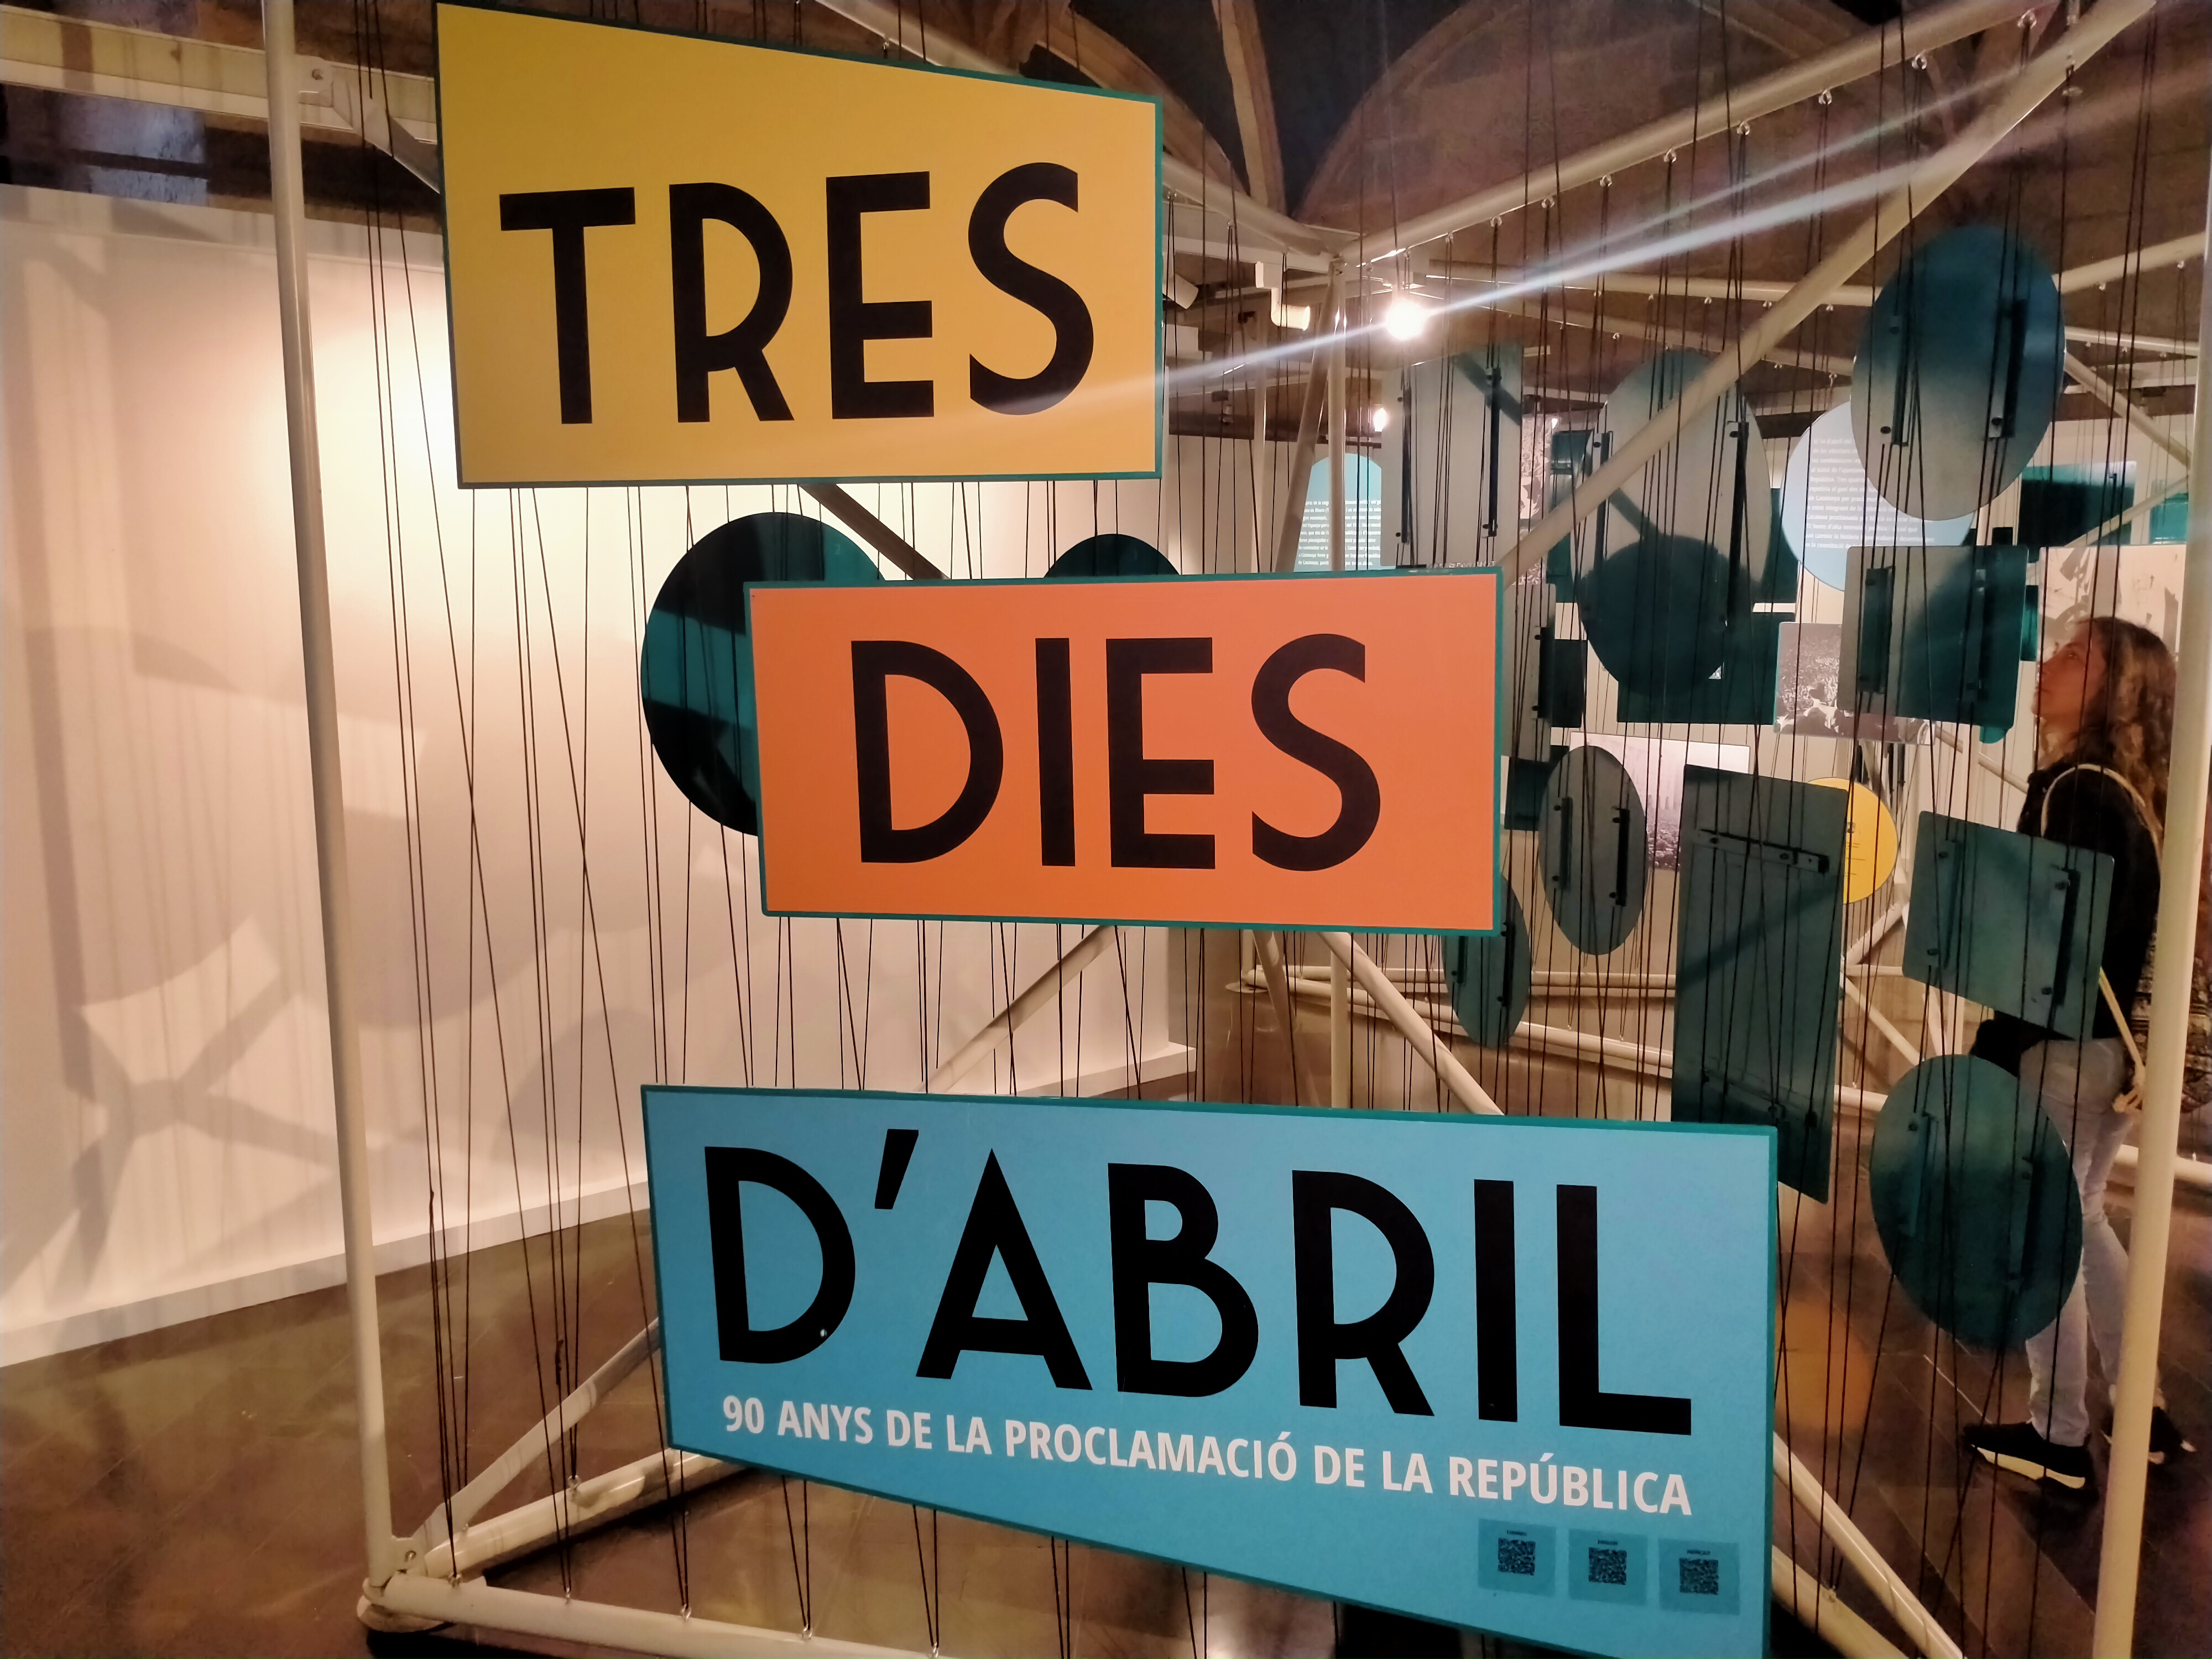 TRES
DIES
D'ABRIL
90 ANYS DE LA PROCLAMACIÓ DE LA REPÚBLICA